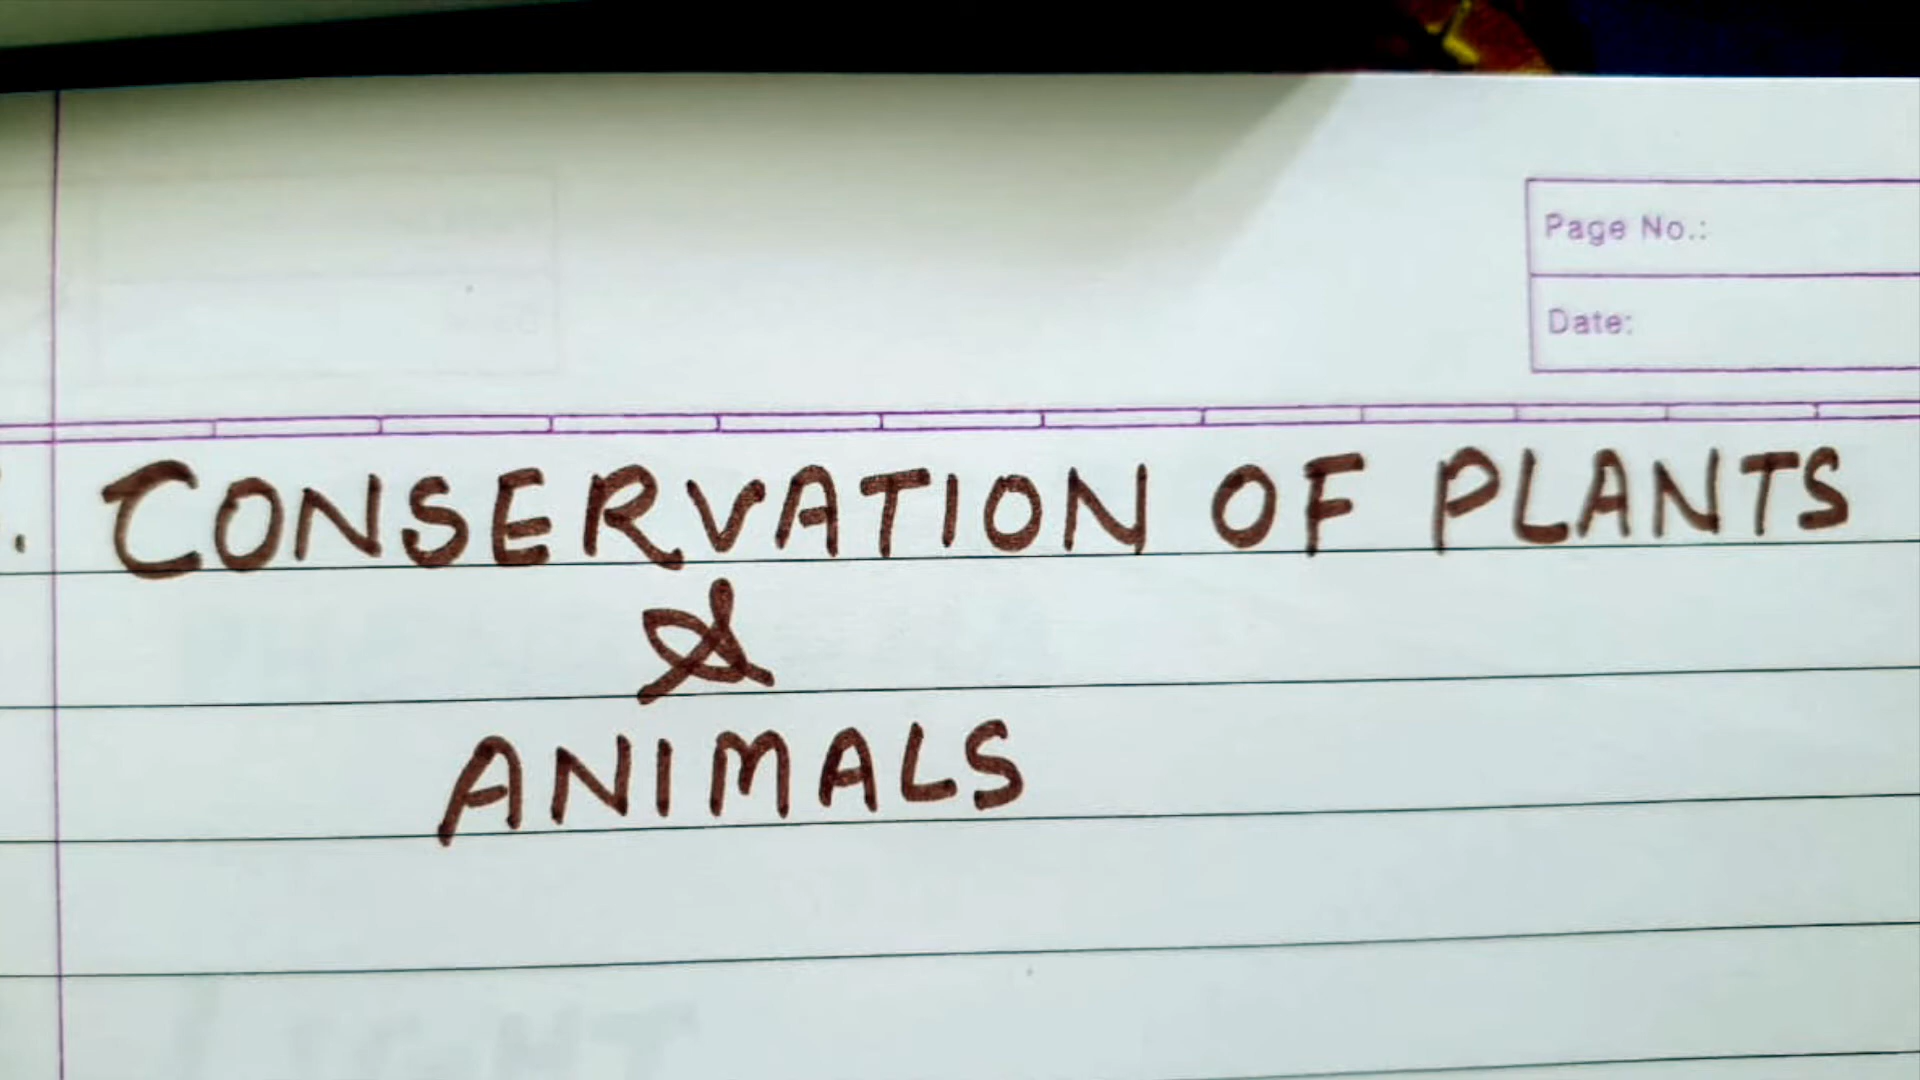 Page No.:
Date:
. CONSERVATION OF PLANTS
&
ANIMALS